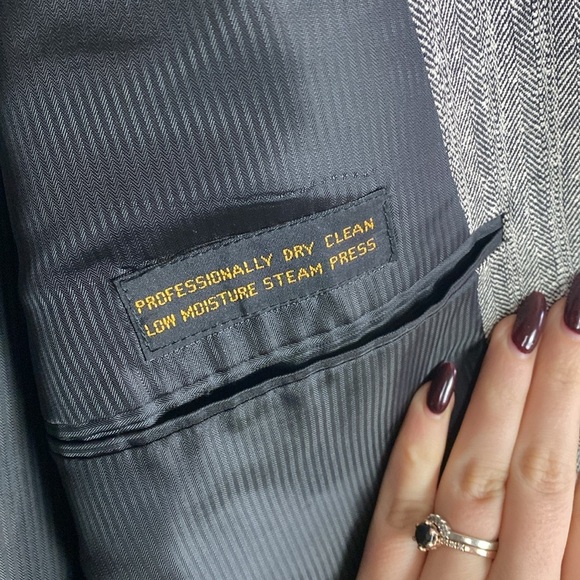 PROFESSIONALLY DRY CLEAN
LOW MOISTURE STEAM PRESS